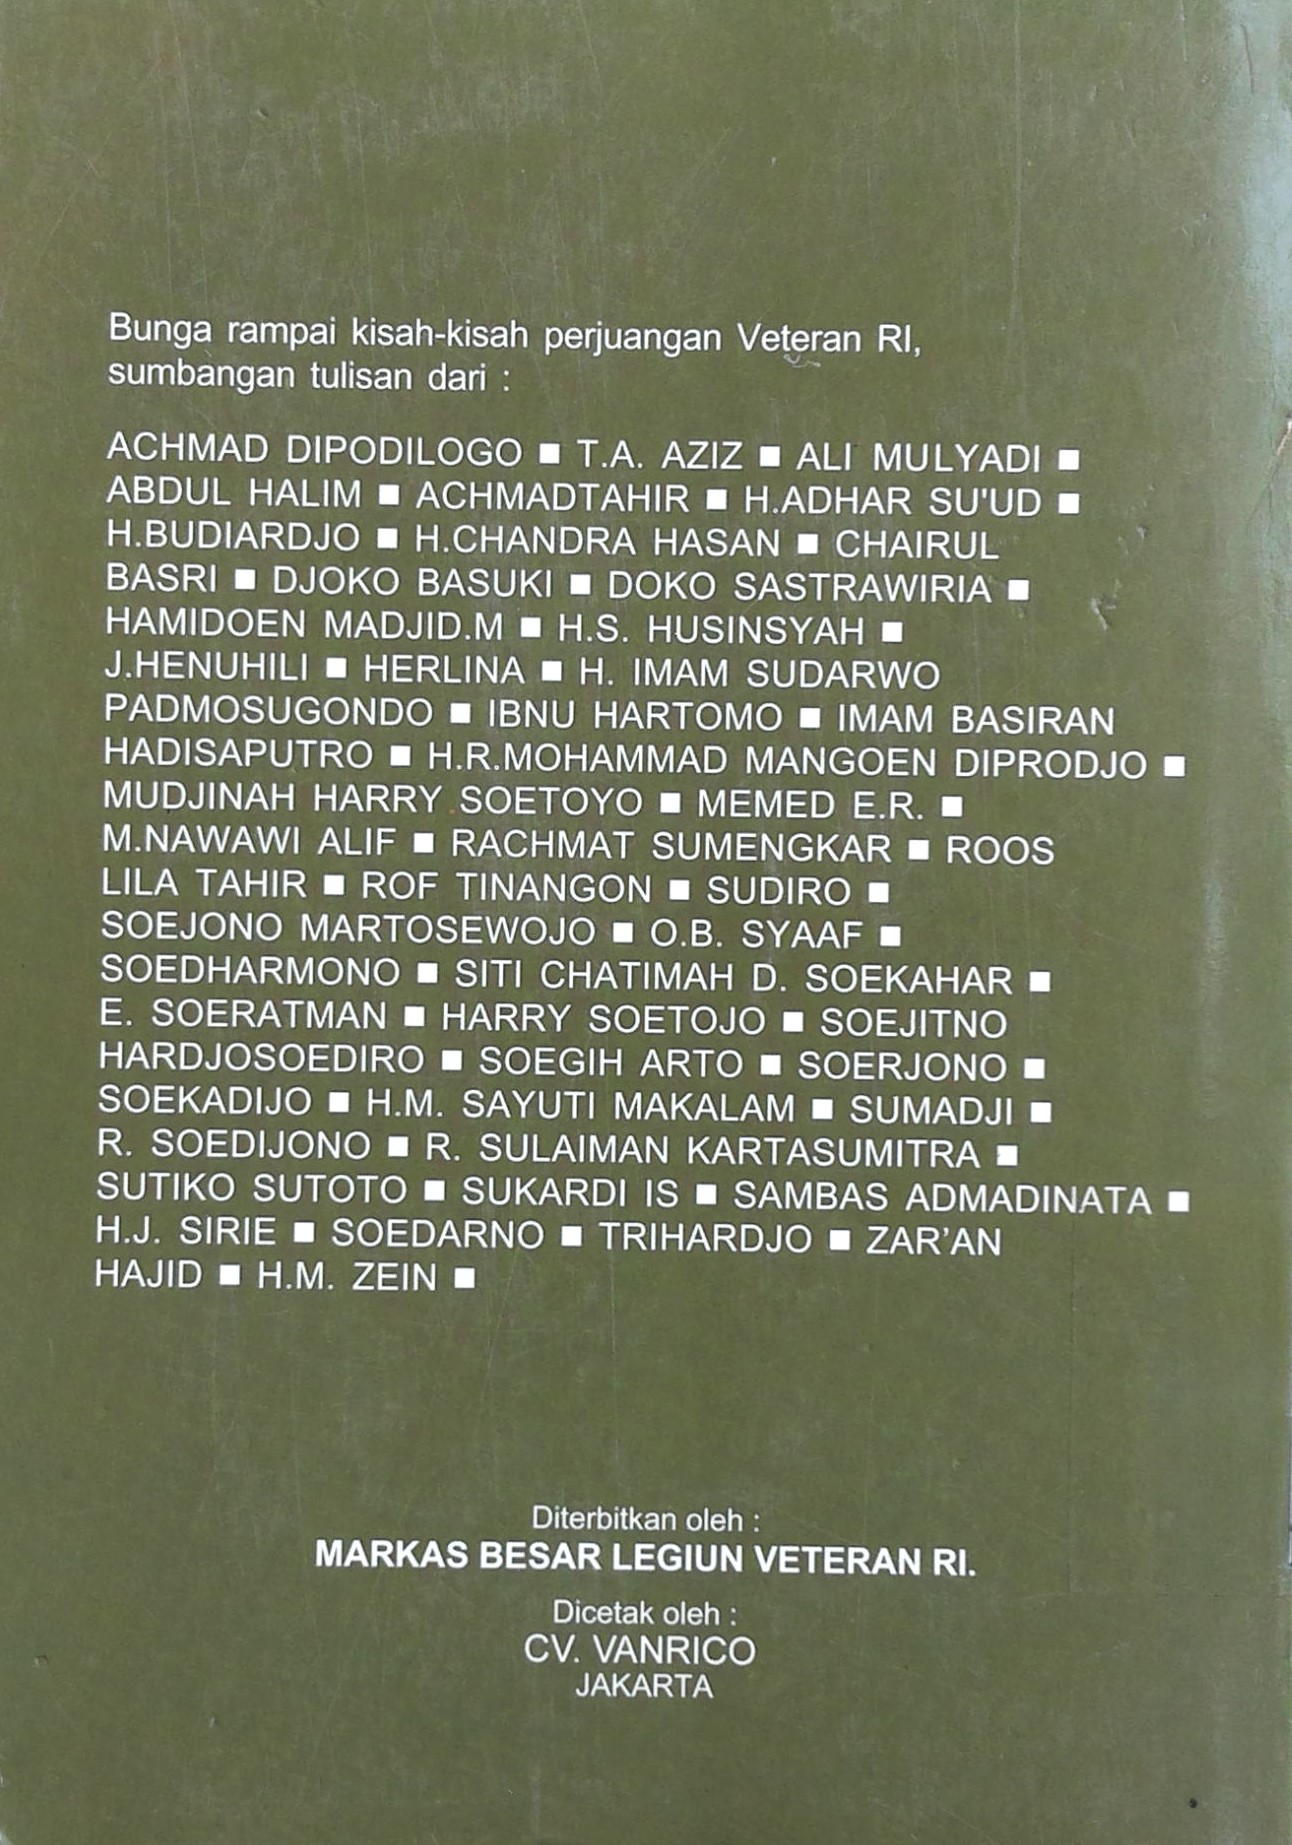 Bunga rampai kisah-kisah perjuangan Veteran RI,
sumbangan tulisan dari :
ACHMAD DIPODILOGO ■ T.A. AZIZ ■ ALI MULYADI ■
ABDUL HALIM ■ ACHMADTAHIR ■ H.ADHAR SU'UD ■
H.BUDIARDJO ■ H.CHANDRA HASAN ■ CHAIRUL
BASRI ■ DJOKO BASUKI ■ DOKO SASTRAWIRIA ■
HAMIDOEN MADJID.M ■ H.S. HUSINSYAH ■
J.HENUHILI ■ HERLINA ■ H. IMAM SUDARWO
PADMOSUGONDO ■ IBNU HARTOMO ■ IMAM BASIRAN
HADISAPUTRO ■ H.R.MOHAMMAD MANGOEN DIPRODJO ■
MUDJINAH HARRY SOETOYO ■ MEMED E.R. ■
M.NAWAWI ALIF ■ RACHMAT SUMENGKAR ■ ROOS
LILA TAHIR ■ ROF TINANGON ■ SUDIRO ■
SOEJONO MARTOSEWOJO ■ O.B. SYAAF ■
SOEDHARMONO ■ SITI CHATIMAH D. SOEKAHAR ■
E. SOERATMAN ■ HARRY SOETOJO ■ SOEJITNO
HARDJOSOEDIRO ■ SOEGIH ARTO ■ SOERJONO ■
SOEKADIJO ■ H.M. SAYUTI MAKALAM ■ SUMADJI ■
R. SOEDIJONO ■ R. SULAIMAN KARTASUMITRA ■
SUTIKO SUTOTO ■ SUKARDI IS ■ SAMBAS ADMADINATA ■
H.J. SIRIE ■ SOEDARNO ■ TRIHARDJO ■ ZAR’AN
HAJID ■ H.M. ZEIN ■
Diterbitkan oleh :
MARKAS BESAR LEGIUN VETERAN RI.
Dicetak oleh :
CV. VANRICO
JAKARTA